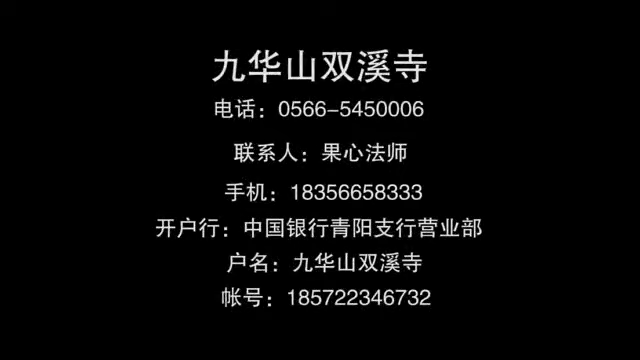 九华山双溪寺
电话：0566-5450006
联系人：果心法师
手机：18356658333
开户行：中国银行青阳支行营业部
户名：九华山双溪寺
帐号：185722346732